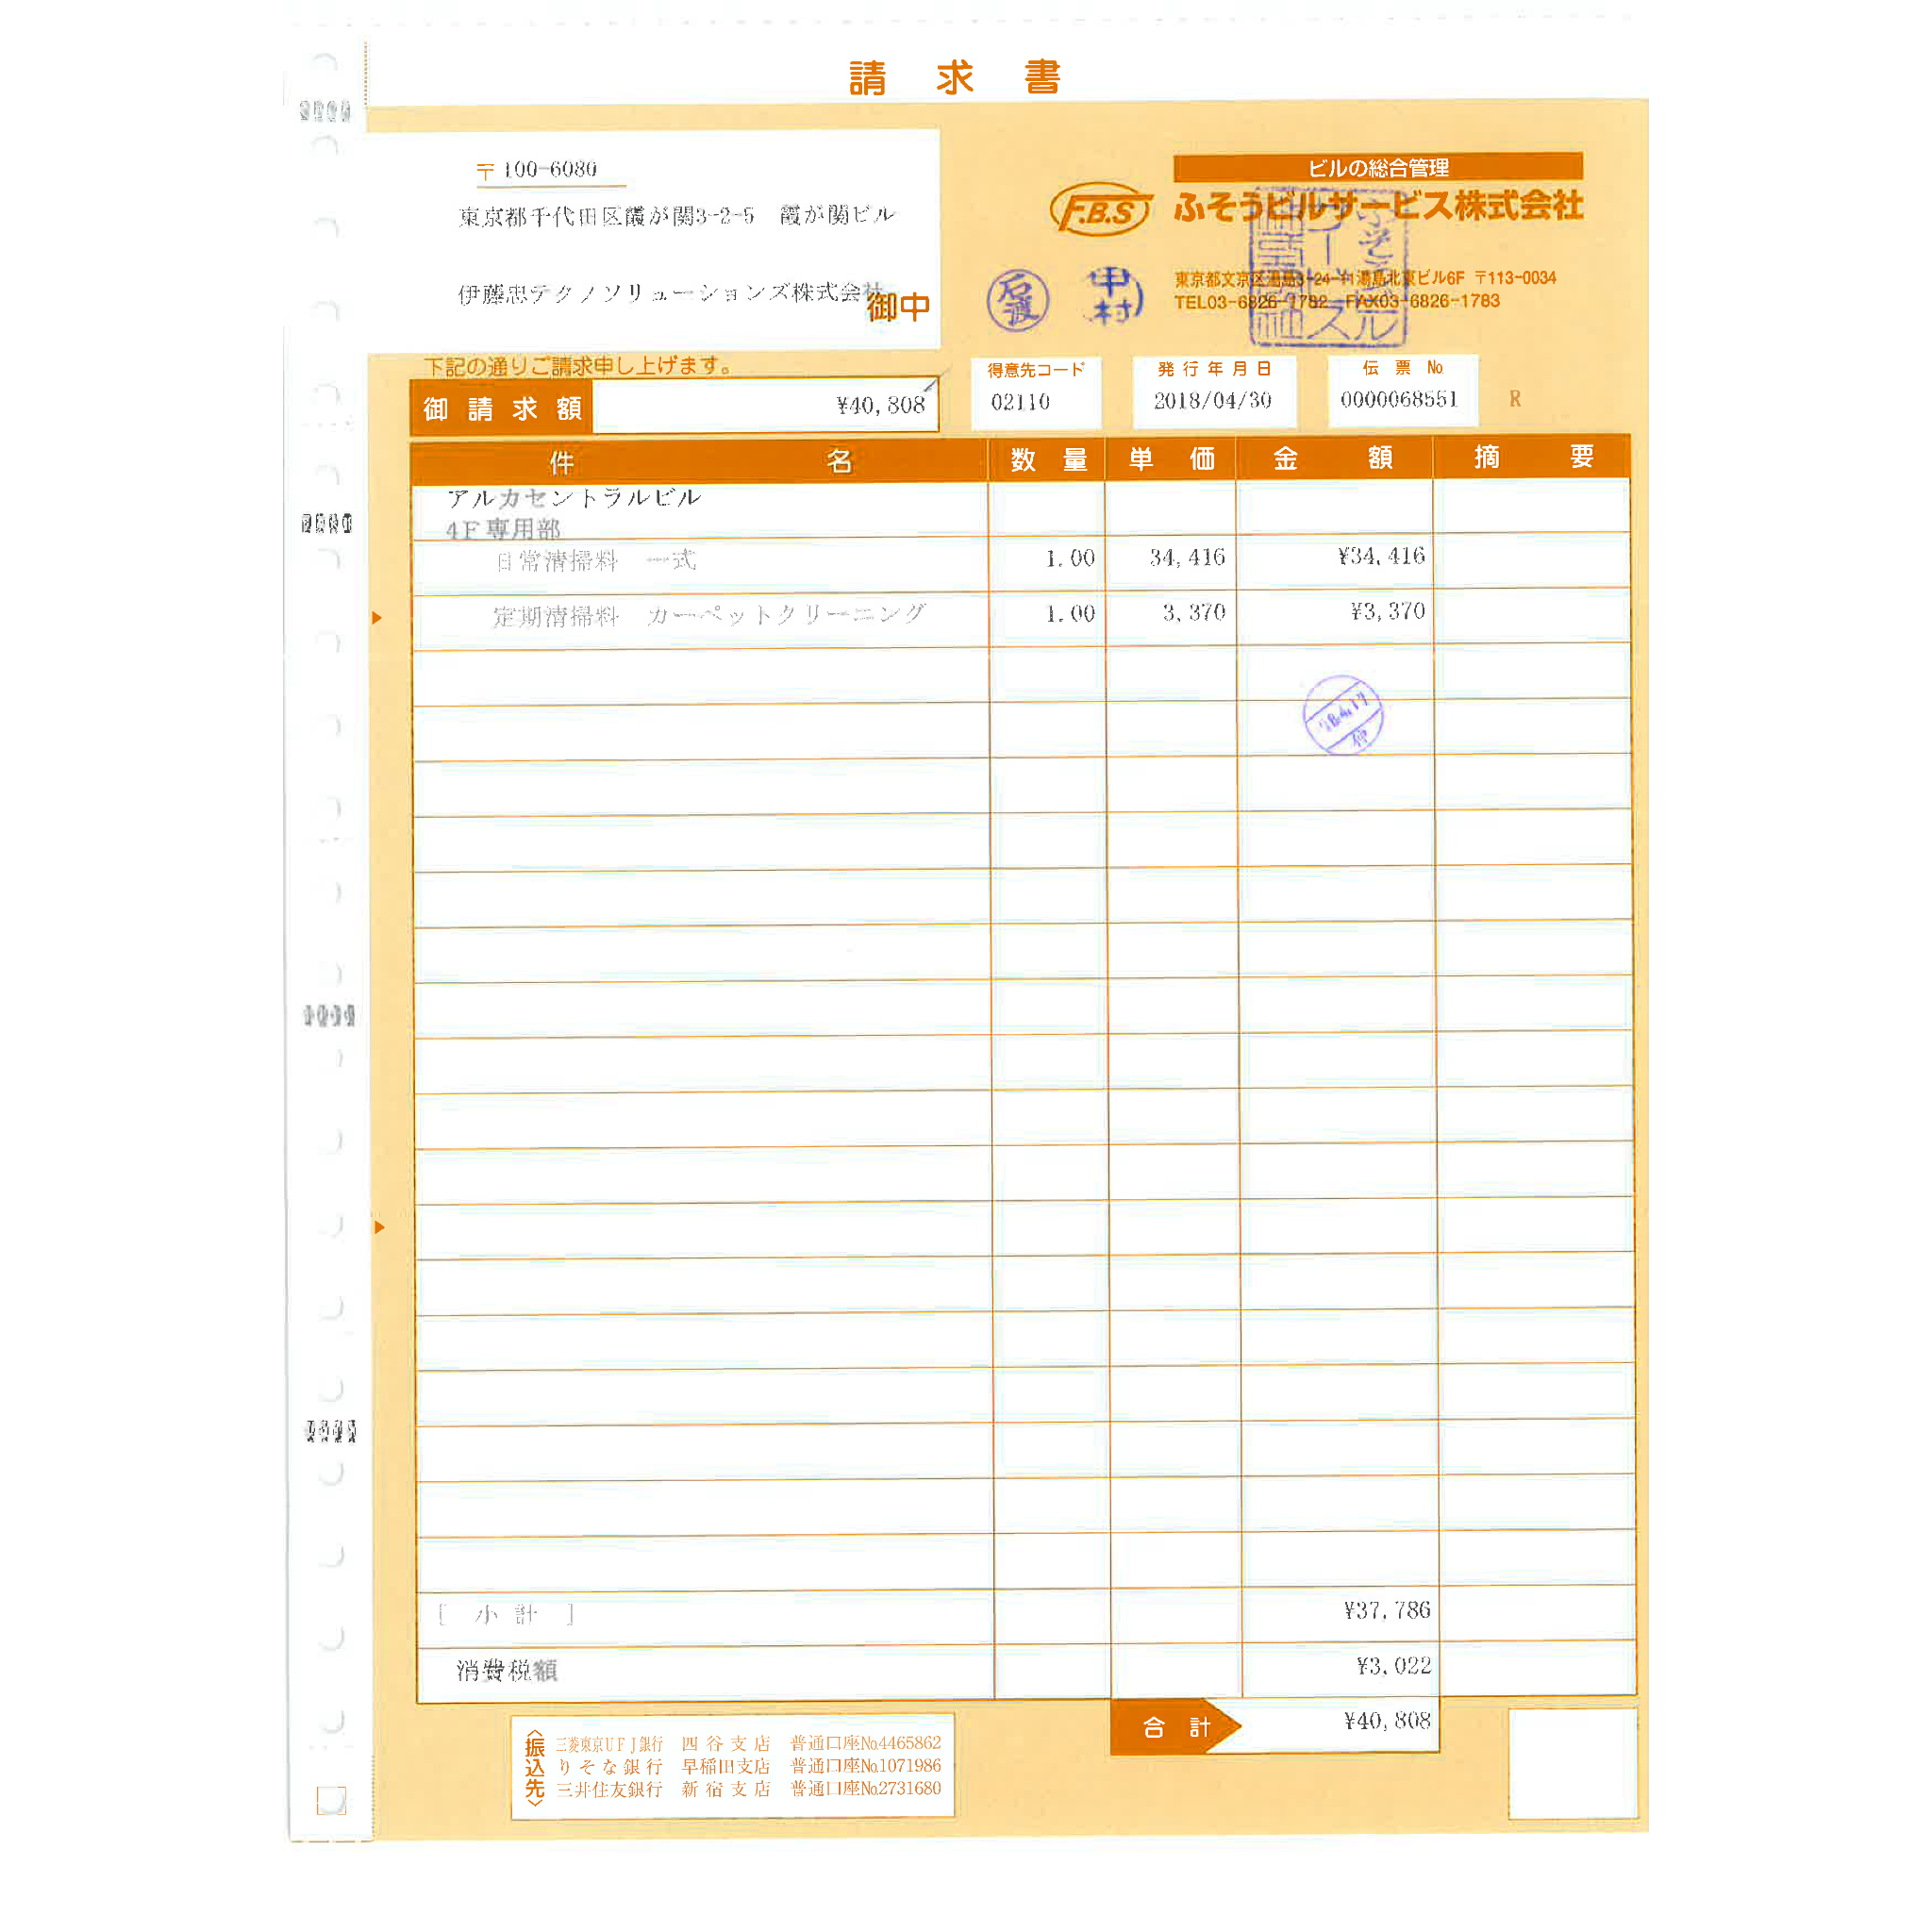 請求書
〒 100-6080
東京都千代田区霞が関3-2-5 霞が関ビル
伊藤忠テクノソリューションズ株式会社 御中
ビルの総合管理
F.B.S ふそうビルサービス株式会社
東京都文京区湯島3-24-11湯島北東ビル6F 〒113-0034
TEL03-6826-1782 FAX03-6826-1783
石渡 中村
下記の通りご請求申し上げます。
御請求額 ¥40,808
得意先コード 発行年月日 伝票No
02110 2018/04/30 0000068551 R
件名 数量 単価 金額 摘要
アルカセントラルビル
4F専用部
日常清掃料 一式 1.00 34,416 ¥34,416
定期清掃料 カーペットクリーニング 1.00 3,370 ¥3,370
[ 小計 ] ¥37,786
消費税額 ¥3,022
合計 ¥40,808
〈振込先〉
三菱東京UFJ銀行 四谷支店 普通口座No.4465862
りそな銀行 早稲田支店 普通口座No.1071986
三井住友銀行 新宿支店 普通口座No.2731680